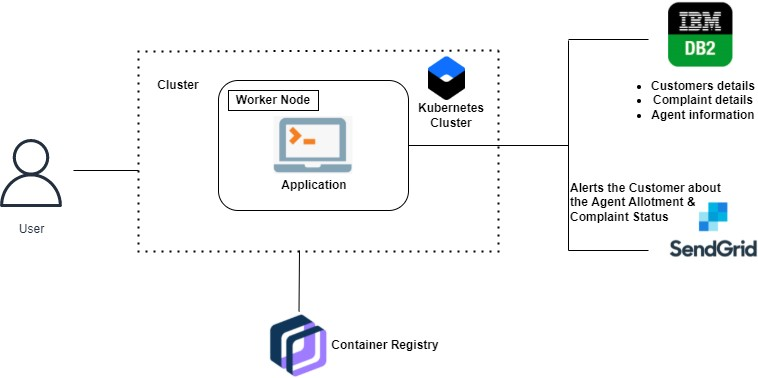 IBM
DB2
Customers details
Complaint details
Agent information
Cluster
Worker Node
Kubernetes
Cluster
Application
User
Alerts the Customer about
the Agent Allotment &
Complaint Status
SendGrid
Container Registry